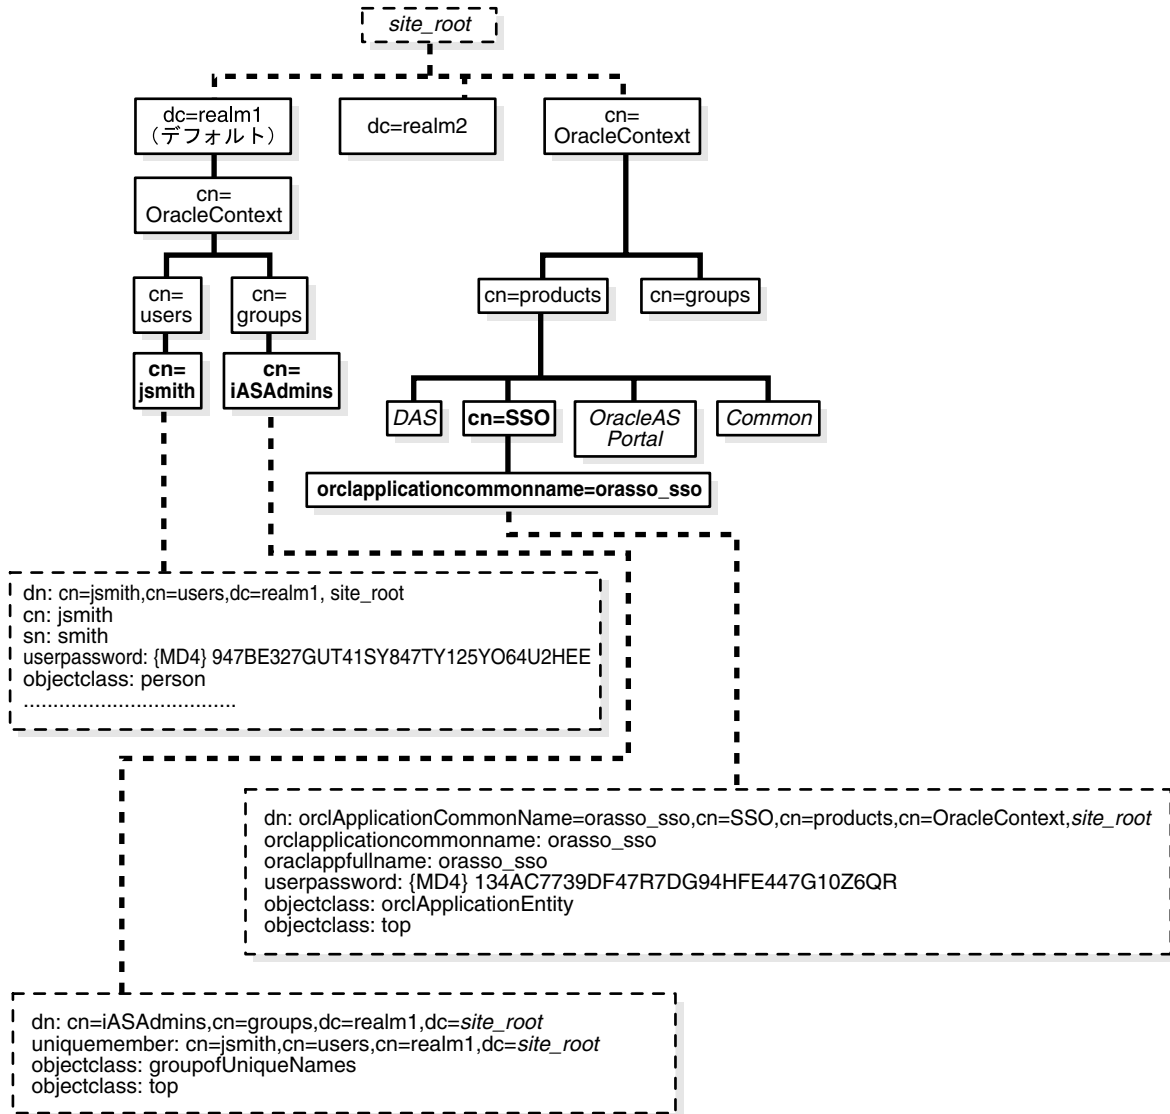 site_root
dc=realm1
（デフォルト）
dc=realm2
cn=
OracleContext
cn=
OracleContext
cn=
users
cn=
groups
cn=products
cn=groups
cn=
jsmith
cn=
iASAdmins
DAS
cn=SSO
OracleAS
Portal
Common
orclapplicationcommonname=orasso_sso
dn: cn=jsmith,cn=users,dc=realm1, site_root
cn: jsmith
sn: smith
userpassword: {MD4} 947BE327GUT41SY847TY125YO64U2HEE
objectclass: person
....................................
dn: orclApplicationCommonName=orasso_sso,cn=SSO,cn=products,cn=OracleContext,site_root
orclapplicationcommonname: orasso_sso
oraclappfullname: orasso_sso
userpassword: {MD4} 134AC7739DF47R7DG94HFE447G10Z6QR
objectclass: orclApplicationEntity
objectclass: top
dn: cn=iASAdmins,cn=groups,dc=realm1,dc=site_root
uniquemember: cn=jsmith,cn=users,cn=realm1,dc=site_root
objectclass: groupofUniqueNames
objectclass: top